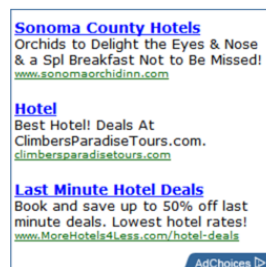 Sonoma County Hotels
Orchids to Delight the Eyes & Nose
& a Spl Breakfast Not to Be Missed!
www.sonomaorchidinn.com
Hotel
Best Hotel! Deals At
ClimbersParadiseTours.com.
climbersparadisetours.com
Last Minute Hotel Deals
Book and save up to 50% off last
minute deals. Lowest hotel rates!
www.MoreHotels4Less.com/hotel-deals
AdChoices